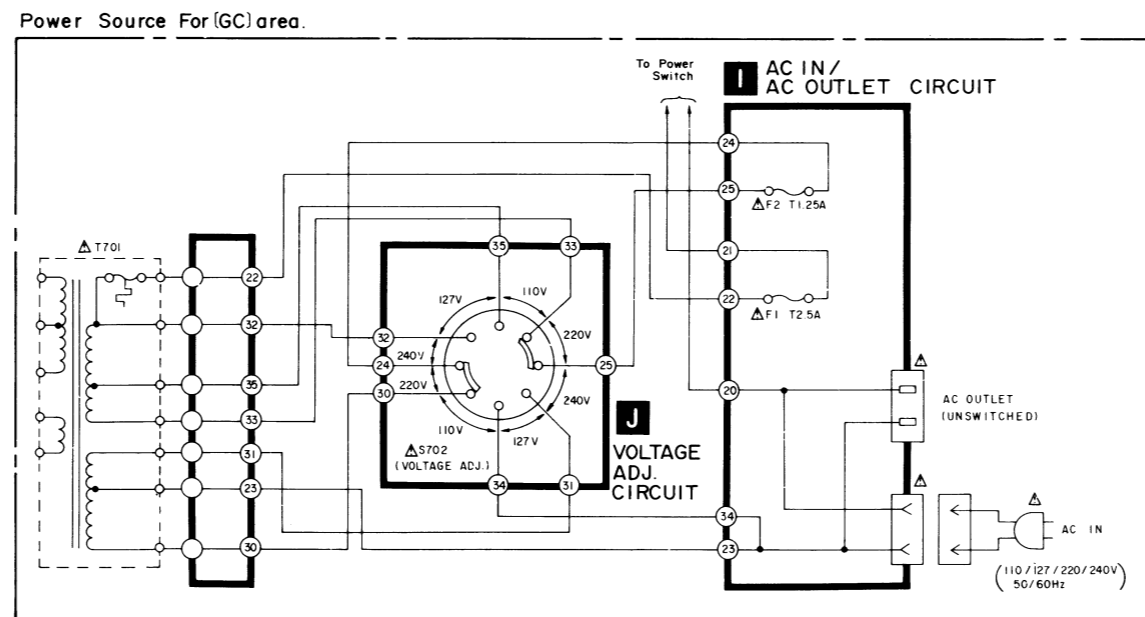 Power Source For [GC] area.
To Power
Switch
I
AC IN/
AC OUTLET CIRCUIT
24
25
⚠F2 T1.25A
21
22
⚠F1 T2.5A
20
34
23
⚠
AC OUTLET
(UNSWITCHED)
⚠
⚠
AC IN
(110/127/220/240V
50/60Hz)
⚠T701
22
32
35
33
31
23
30
35
33
127V
110V
32
220V
240V
24
25
220V
30
240V
110V
127V
⚠S702
(VOLTAGE ADJ.)
34
31
J
VOLTAGE
ADJ.
CIRCUIT